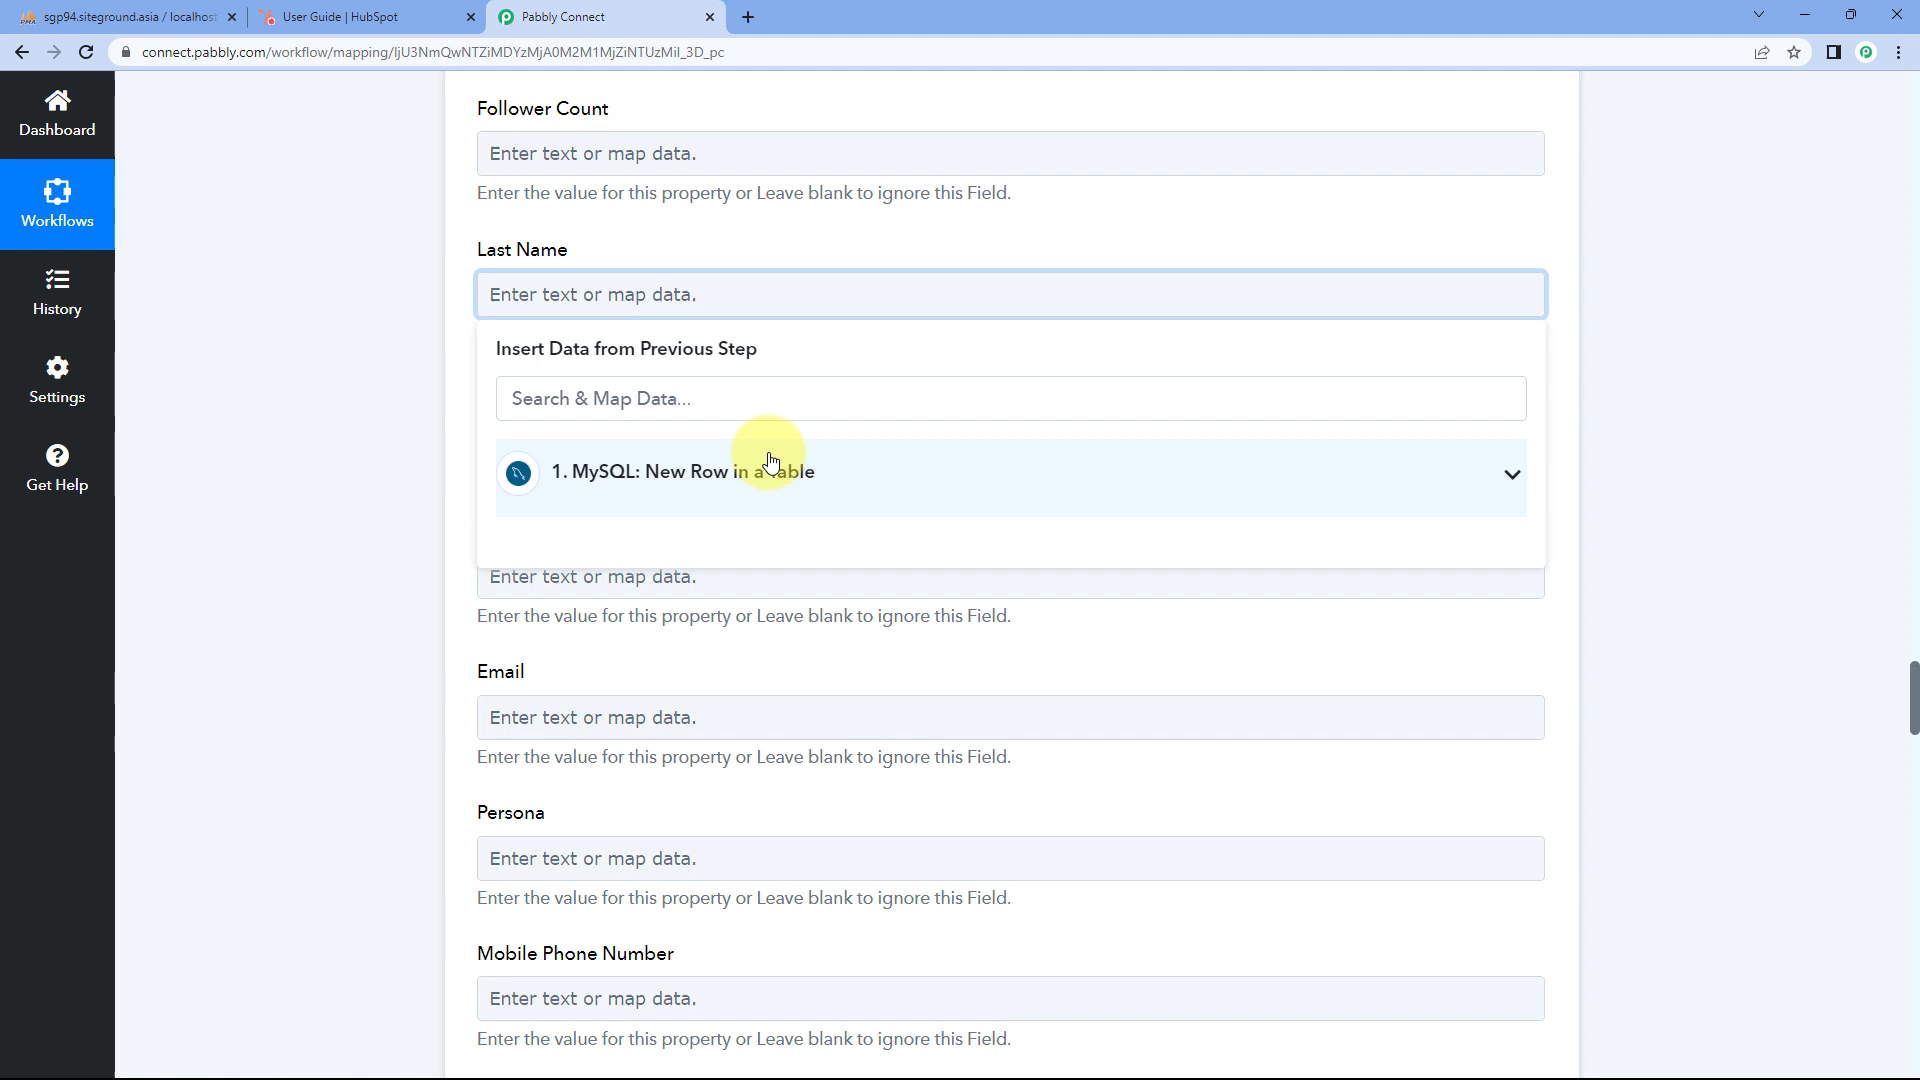 sgp94.siteground.asia / localhost
User Guide | HubSpot
Pabbly Connect
connect.pabbly.com/workflow/mapping/IjU3NmQwNTZiMDYzMjA0M2M1MjZiNTUzMiI_3D_pc
Dashboard
Workflows
History
Settings
Get Help
Follower Count
Enter text or map data.
Enter the value for this property or Leave blank to ignore this Field.
Last Name
Enter text or map data.
Insert Data from Previous Step
Search & Map Data...
1. MySQL: New Row in a Table
Enter text or map data.
Enter the value for this property or Leave blank to ignore this Field.
Email
Enter text or map data.
Enter the value for this property or Leave blank to ignore this Field.
Persona
Enter text or map data.
Enter the value for this property or Leave blank to ignore this Field.
Mobile Phone Number
Enter text or map data.
Enter the value for this property or Leave blank to ignore this Field.